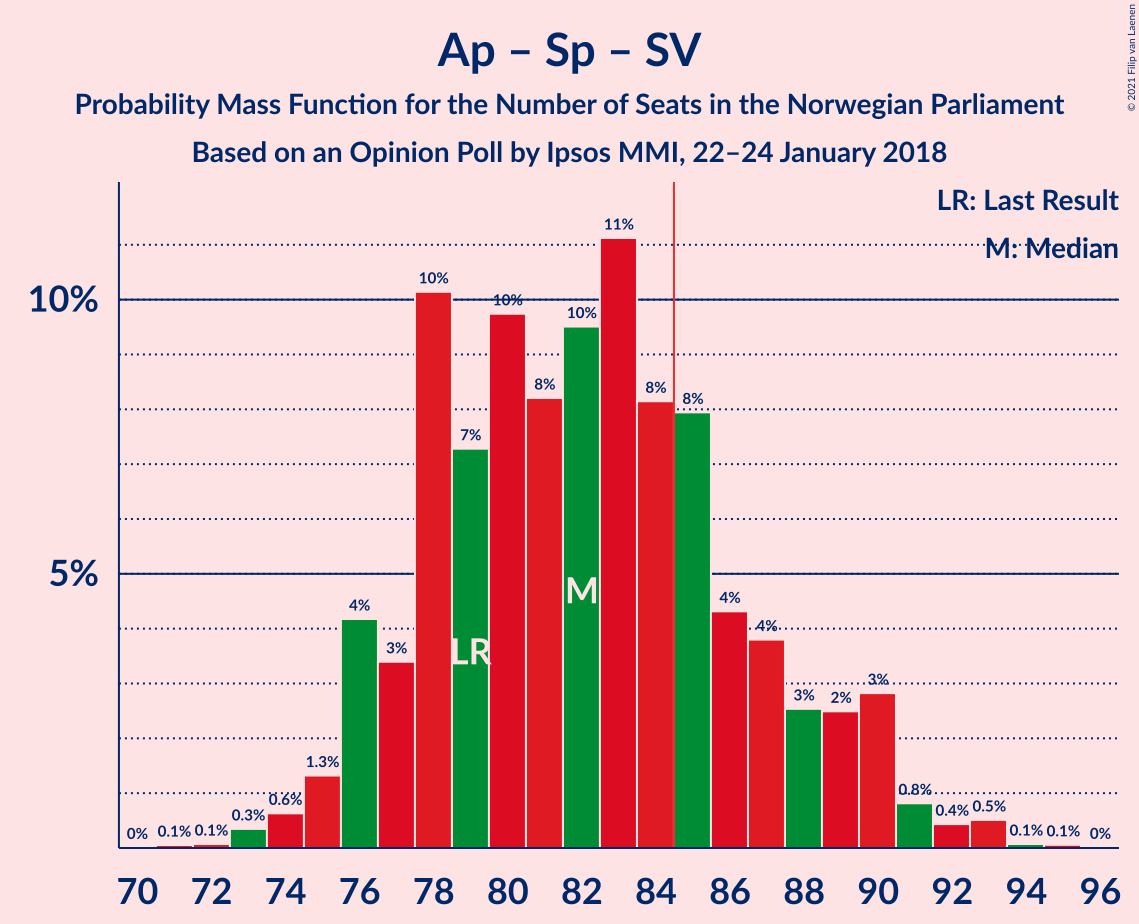 Ap – Sp – SV
Probability Mass Function for the Number of Seats in the Norwegian Parliament
Based on an Opinion Poll by Ipsos MMI, 22–24 January 2018
© 2021 Filip van Laenen
LR: Last Result
M: Median
10%
5%
0% 0.1% 0.1% 0.3% 0.6% 1.3% 4% 3% 10% 7% 10% 8% 10% 11% 8% 8% 4% 4% 3% 2% 3% 0.8% 0.4% 0.5% 0.1% 0.1% 0%
LR
M
70 72 74 76 78 80 82 84 86 88 90 92 94 96